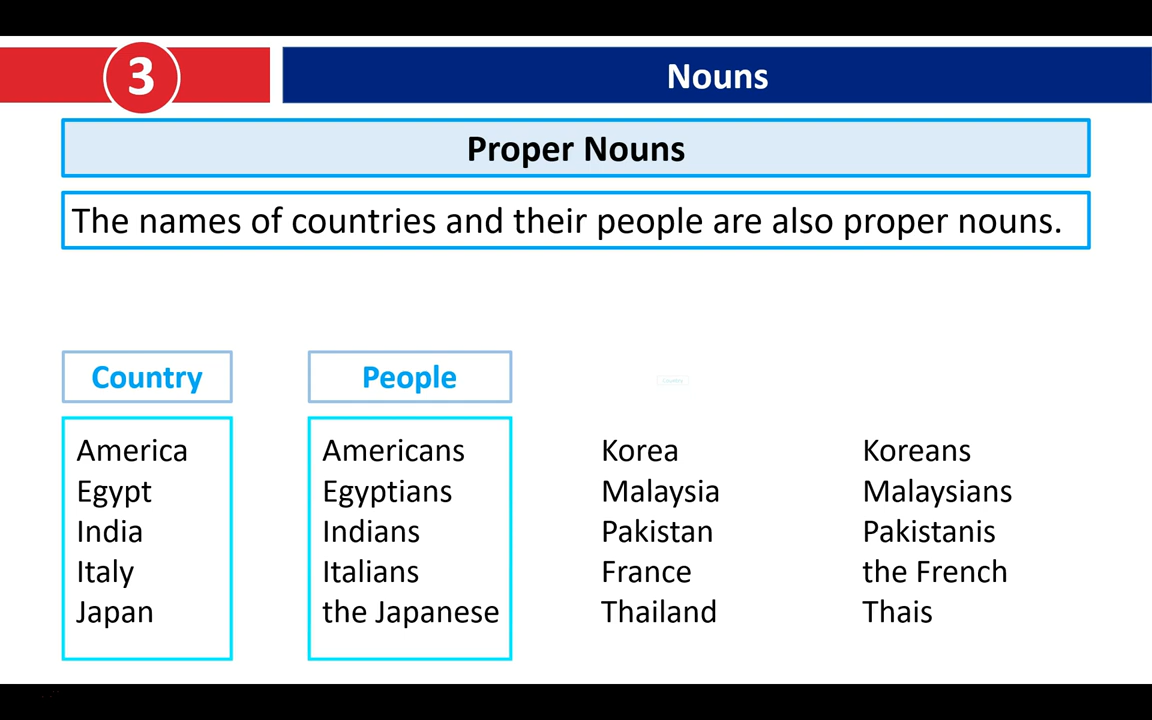 3
Nouns
Proper Nouns
The names of countries and their people are also proper nouns.
Country
People
America
Egypt
India
Italy
Japan
Americans
Egyptians
Indians
Italians
the Japanese
Korea
Malaysia
Pakistan
France
Thailand
Koreans
Malaysians
Pakistanis
the French
Thais